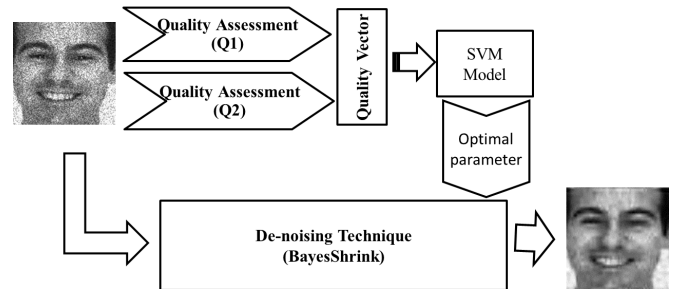 Quality Assessment
(Q1)
Quality Assessment
(Q2)
Quality Vector
SVM
Model
Optimal
parameter
De-noising Technique
(BayesShrink)